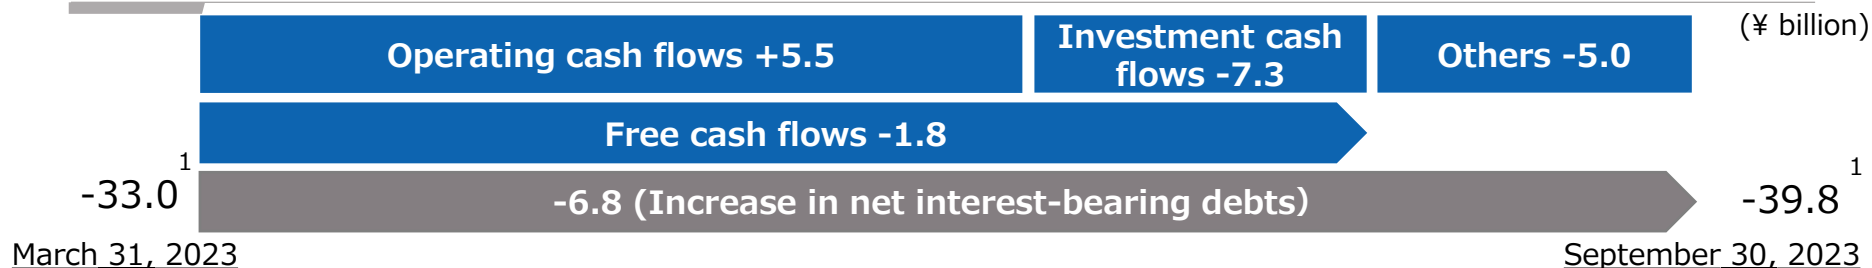 (¥ billion)
Operating cash flows +5.5
Investment cash
flows -7.3
Others -5.0
Free cash flows -1.8
-33.0 1
-6.8 (Increase in net interest-bearing debts)
-39.8 1
March 31, 2023
September 30, 2023